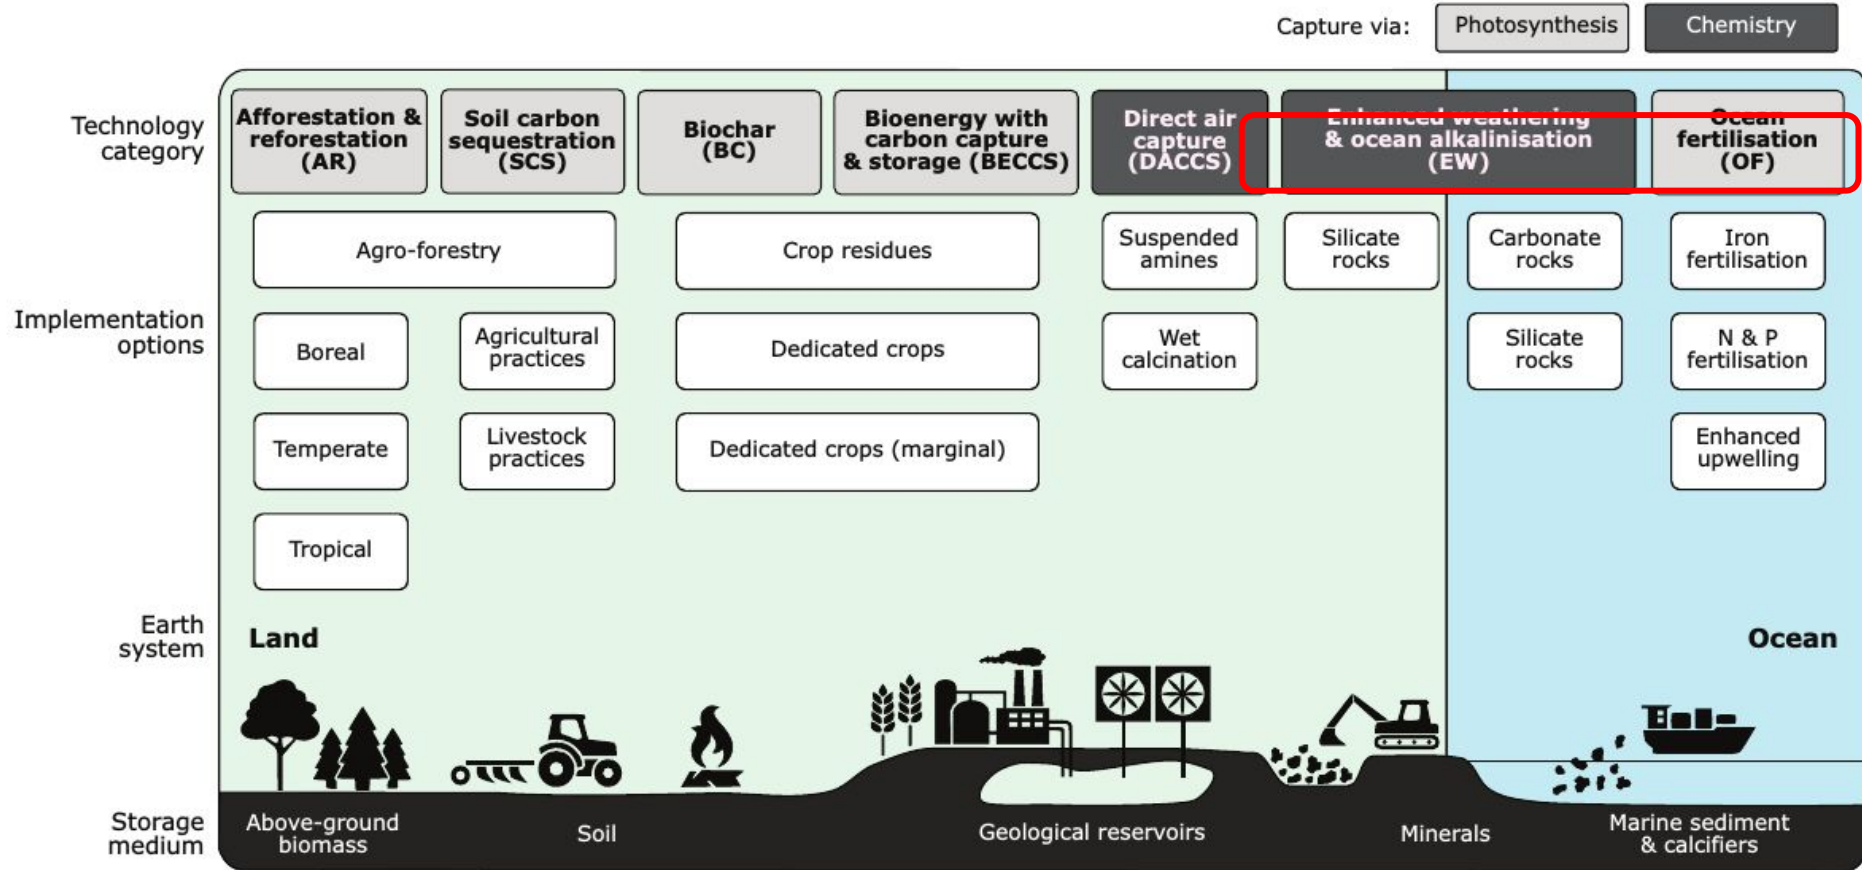 Capture via:
Photosynthesis
Chemistry
Technology
category
Afforestation &
reforestation
(AR)
Soil carbon
sequestration
(SCS)
Biochar
(BC)
Bioenergy with
carbon capture
& storage (BECCS)
Direct air
capture
(DACCS)
Enhanced weathering
& ocean alkalinisation
(EW)
Ocean
fertilisation
(OF)
Implementation
options
Agro-forestry
Crop residues
Suspended
amines
Silicate
rocks
Carbonate
rocks
Iron
fertilisation
Boreal
Agricultural
practices
Dedicated crops
Wet
calcination
Silicate
rocks
N & P
fertilisation
Temperate
Livestock
practices
Dedicated crops (marginal)
Enhanced
upwelling
Tropical
Earth
system
Land
Ocean
Storage
medium
Above-ground
biomass
Soil
Geological reservoirs
Minerals
Marine sediment
& calcifiers